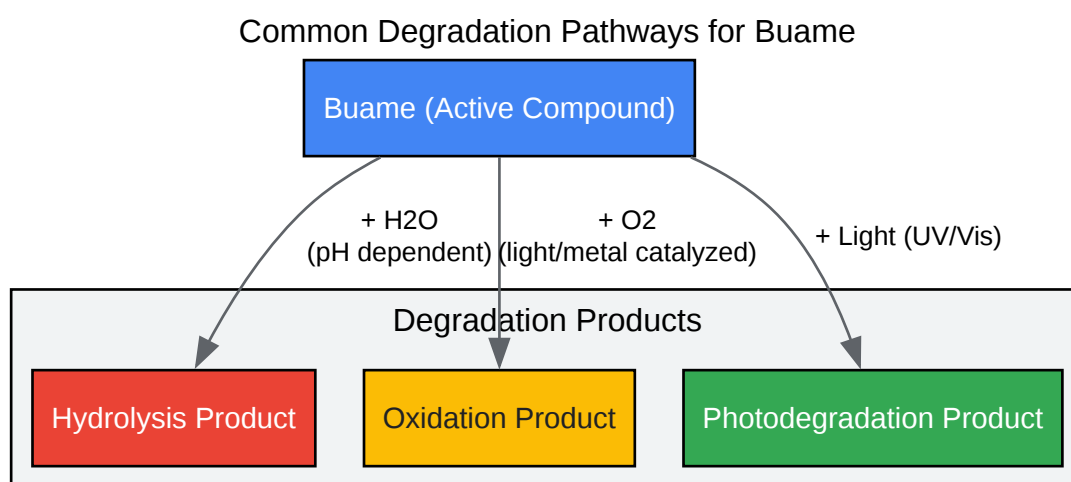 Common Degradation Pathways for Buame
Buame (Active Compound)
+ H2O
(pH dependent)
+ O2
(light/metal catalyzed)
+ Light (UV/Vis)
Degradation Products
Hydrolysis Product
Oxidation Product
Photodegradation Product